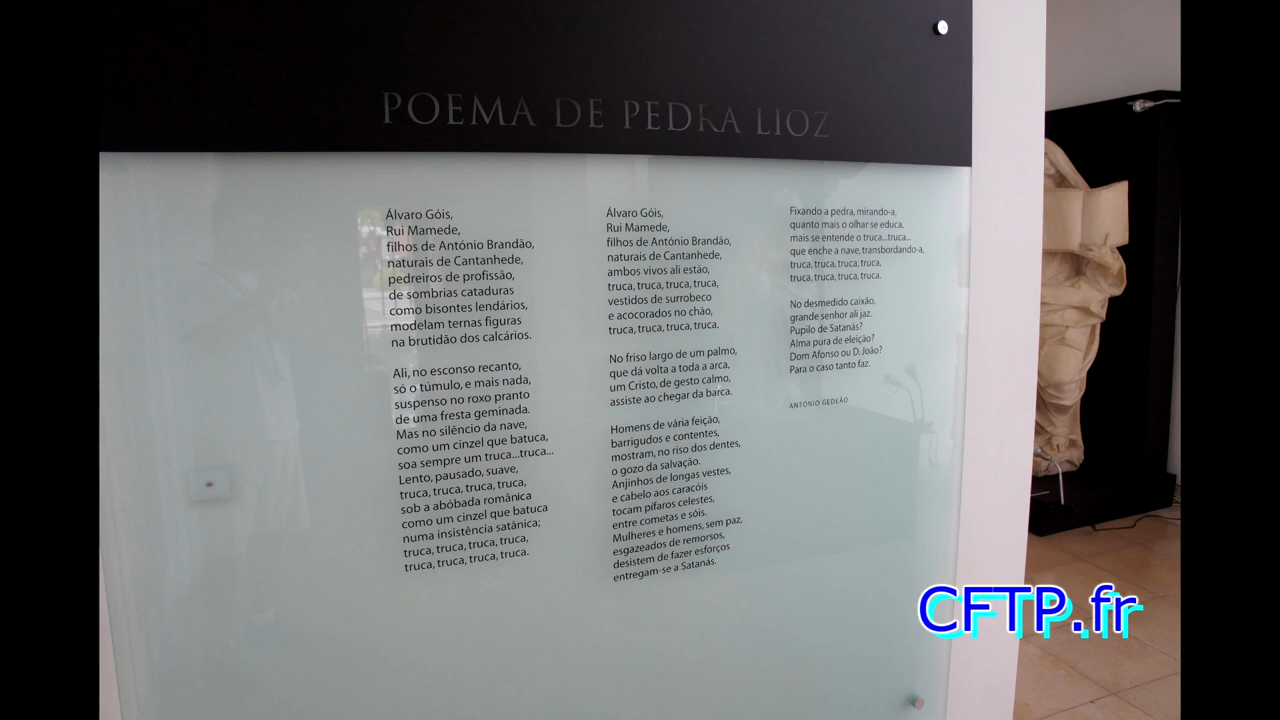 POEMA DE PEDRA LIOZ
Álvaro Góis,
Rui Mamede,
filhos de António Brandão,
naturais de Cantanhede,
pedreiros de profissão,
de sombrias cataduras
como bisontes lendários,
modelam ternas figuras
na brutidão dos calcários.
Ali, no esconso recanto,
só o túmulo, e mais nada,
suspenso no roxo pranto
de uma fresta geminada.
Mas no silêncio da nave,
como um cinzel que batuca,
soa sempre um truca...truca...
Lento, pausado, suave,
truca, truca, truca, truca,
sob a abóbada românica
como um cinzel que batuca
numa insistência satânica;
truca, truca, truca, truca,
truca, truca, truca, truca.
Álvaro Góis,
Rui Mamede,
filhos de António Brandão,
naturais de Cantanhede,
ambos vivos ali estão,
truca, truca, truca, truca,
vestidos de surrobeco
e acocorados no chão,
truca, truca, truca, truca.
No friso largo de um palmo,
que dá volta a toda a arca,
um Cristo, de gesto calmo,
assiste ao chegar da barca.
Homens de vária feição,
barrigudos e contentes,
mostram, no riso dos dentes,
o gozo da salvação.
Anjinhos de longas vestes,
e cabelo aos caracóis
tocam pífaros celestes,
entre cometas e sóis.
Mulheres e homens, sem paz,
esgazeados de remorsos,
desistem de fazer esforços
entregam-se a Satanás.
Fixando a pedra, mirando-a,
quanto mais o olhar se educa,
mais se entende o truca...truca...
que enche a nave, transbordando-a,
truca, truca, truca, truca,
truca, truca, truca, truca.
No desmedido caixão,
grande senhor ali jaz.
Pupilo de Satanás?
Alma pura de eleição?
Dom Afonso ou D. João?
Para o caso tanto faz.
ANTÓNIO GEDEÃO
CFTP.fr